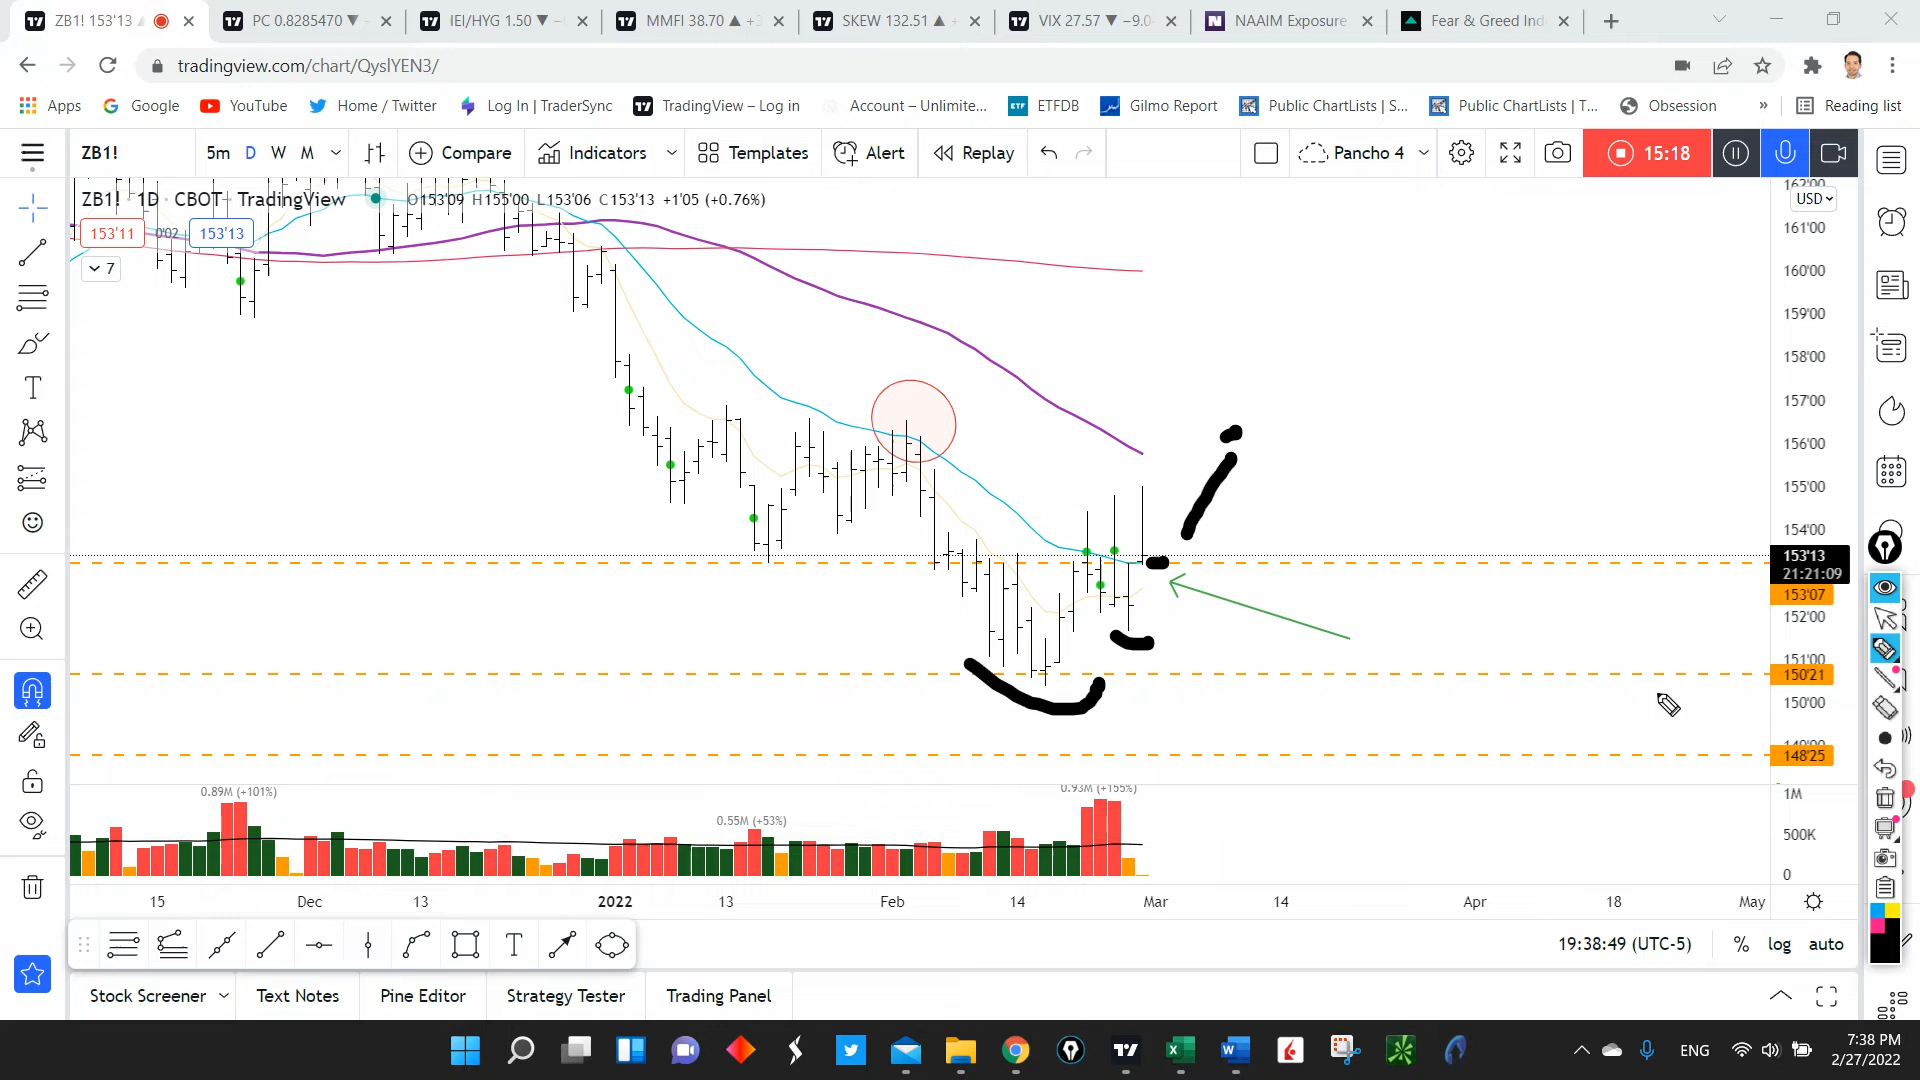 ZB1! 153'13
PC 0.8285470 ▼
IEI/HYG 1.50 ▼
MMFI 38.70 ▲
SKEW 132.51 ▲
VIX 27.57 ▼ −9.0
NAAIM Exposure
Fear & Greed Ind
tradingview.com/chart/QyslYEN3/
Apps
Google
YouTube
Home / Twitter
Log In | TraderSync
TradingView – Log in
Account – Unlimite...
ETF
ETFDB
Gilmo Report
Public ChartLists | S...
Public ChartLists | T...
Obsession
»
Reading list
ZB1!
5m D W M
Compare
Indicators
Templates
Alert
Replay
Pancho 4
15:18
ZB1! · 1D · CBOT · TradingView
O153'09 H155'00 L153'06 C153'13 +1'05 (+0.76%)
153'11 0'02 153'13
7
USD
162'00
161'00
160'00
159'00
158'00
157'00
156'00
155'00
154'00
153'13
21:21:09
153'07
152'00
151'00
150'21
150'00
148'25
0.89M (+101%)
0.55M (+53%)
0.93M (+155%)
1M
500K
0
15 Dec 13 2022 13 Feb 14 Mar 14 Apr 18 May
19:38:49 (UTC-5)
% log auto
Stock Screener
Text Notes
Pine Editor
Strategy Tester
Trading Panel
ENG
7:38 PM
2/27/2022